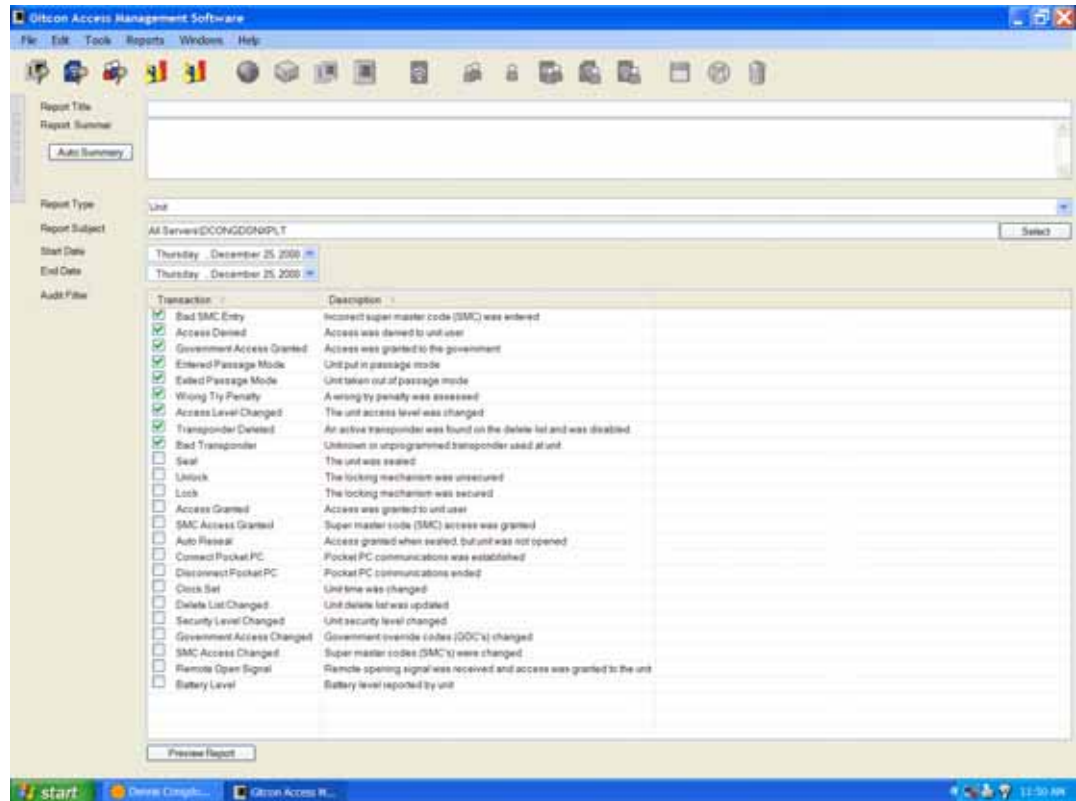 Oitcon Access Management Software
File Edit Tools Reports Windows Help
Report Title
Report Summar
Auto Summary
Report Type
Unit
Report Subject
All Servers\DCONGDONXPLT
Select
Start Date
Thursday , December 25, 2008
End Date
Thursday , December 25, 2008
Audit Filter
Transaction Description
Bad SMC Entry Incorrect super master code (SMC) was entered
Access Denied Access was denied to unit user
Government Access Granted Access was granted to the government
Entered Passage Mode Unit put in passage mode
Exited Passage Mode Unit taken out of passage mode
Wrong Try Penalty A wrong try penalty was assessed
Access Level Changed The unit access level was changed
Transponder Deleted An active transponder was found on the delete list and was disabled
Bad Transponder Unknown or unprogrammed transponder used at unit
Seal The unit was sealed
Unlock The locking mechanism was unsecured
Lock The locking mechanism was secured
Access Granted Access was granted to unit user
SMC Access Granted Super master code (SMC) access was granted
Auto Reseal Access granted when sealed, but unit was not opened
Connect Pocket PC Pocket PC communications was established
Disconnect Pocket PC Pocket PC communications ended
Clock Set Unit time was changed
Delete List Changed Unit delete list was updated
Security Level Changed Unit security level changed
Government Access Changed Government override codes (GOC's) changed
SMC Access Changed Super master codes (SMC's) were changed
Remote Open Signal Remote opening signal was received and access was granted to the unit
Battery Level Battery level reported by unit
Preview Report
start Dennis Congdo... Oitcon Access M... 11:50 AM